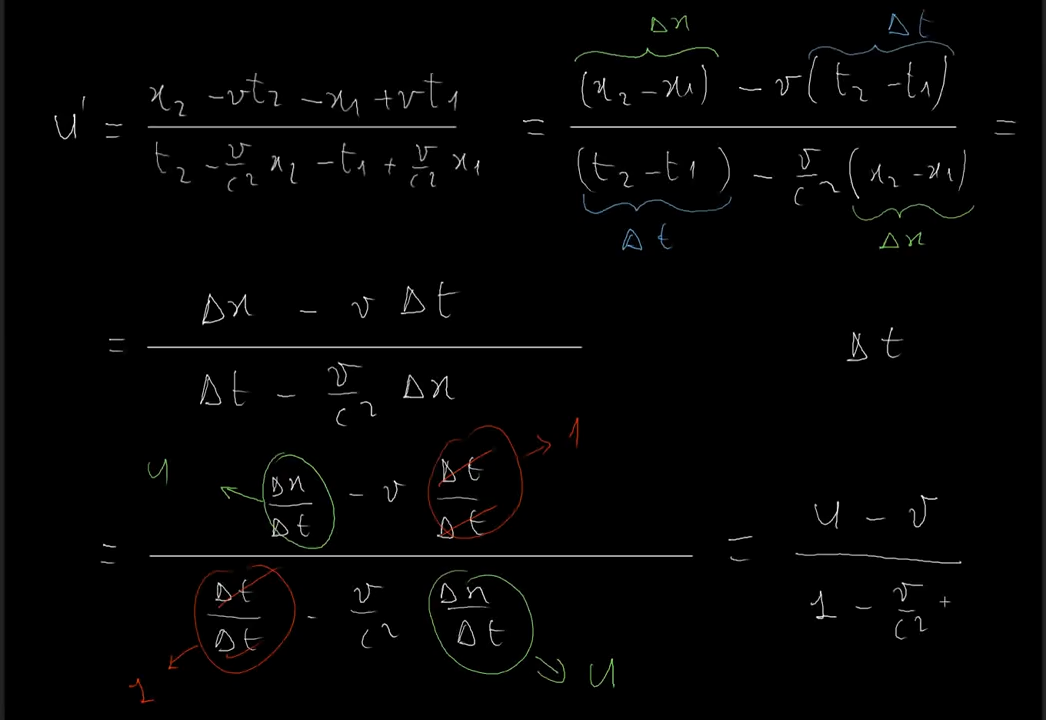 Δx Δt
u' = (x₂ - vt₂ - x₁ + vt₁) / (t₂ - v/c² x₂ - t₁ + v/c² x₁) = ((x₂ - x₁) - v(t₂ - t₁)) / ((t₂ - t₁) - v/c² (x₂ - x₁)) =
Δt Δx
= (Δx - v Δt) / (Δt - v/c² Δx) Δt
u 1
= (Δx/Δt - v Δt/Δt) / (Δt/Δt - v/c² Δx/Δt) = (u - v) / (1 - v/c² +
1 u